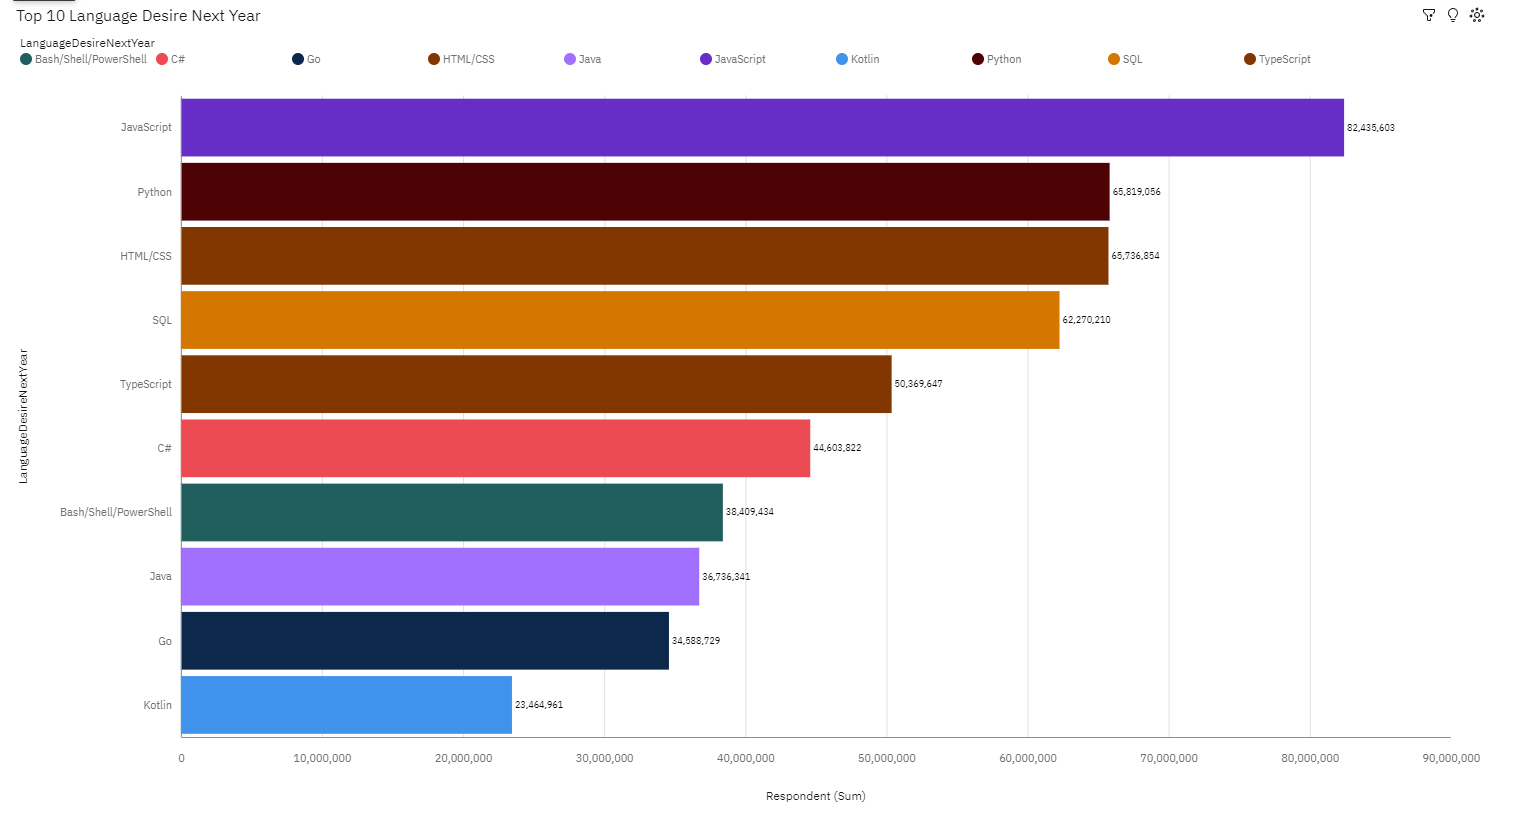 Top 10 Language Desire Next Year
LanguageDesireNextYear
Bash/Shell/PowerShell C# Go HTML/CSS Java JavaScript Kotlin Python SQL TypeScript
LanguageDesireNextYear
JavaScript 82,435,603
Python 65,819,056
HTML/CSS 65,736,854
SQL 62,270,210
TypeScript 50,369,647
C# 44,603,822
Bash/Shell/PowerShell 38,409,434
Java 36,736,341
Go 34,588,729
Kotlin 23,464,961
0 10,000,000 20,000,000 30,000,000 40,000,000 50,000,000 60,000,000 70,000,000 80,000,000 90,000,000
Respondent (Sum)